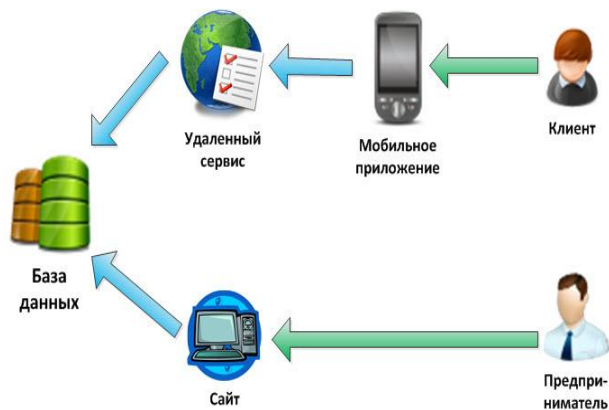 Удаленный
сервис
Мобильное
приложение
Клиент
База
данных
Сайт
Предпри-
ниматель